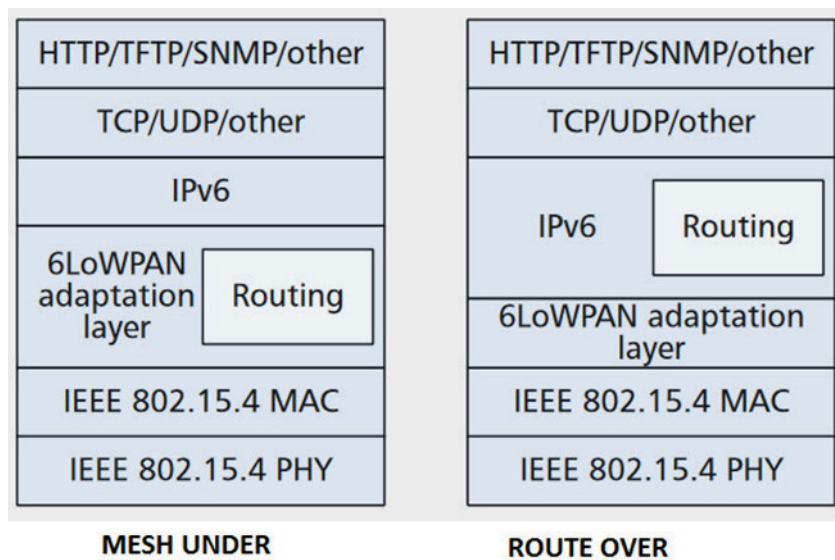 HTTP/TFTP/SNMP/other
TCP/UDP/other
IPv6
6LoWPAN
adaptation
layer
Routing
IEEE 802.15.4 MAC
IEEE 802.15.4 PHY
MESH UNDER
HTTP/TFTP/SNMP/other
TCP/UDP/other
IPv6
Routing
6LoWPAN adaptation
layer
IEEE 802.15.4 MAC
IEEE 802.15.4 PHY
ROUTE OVER